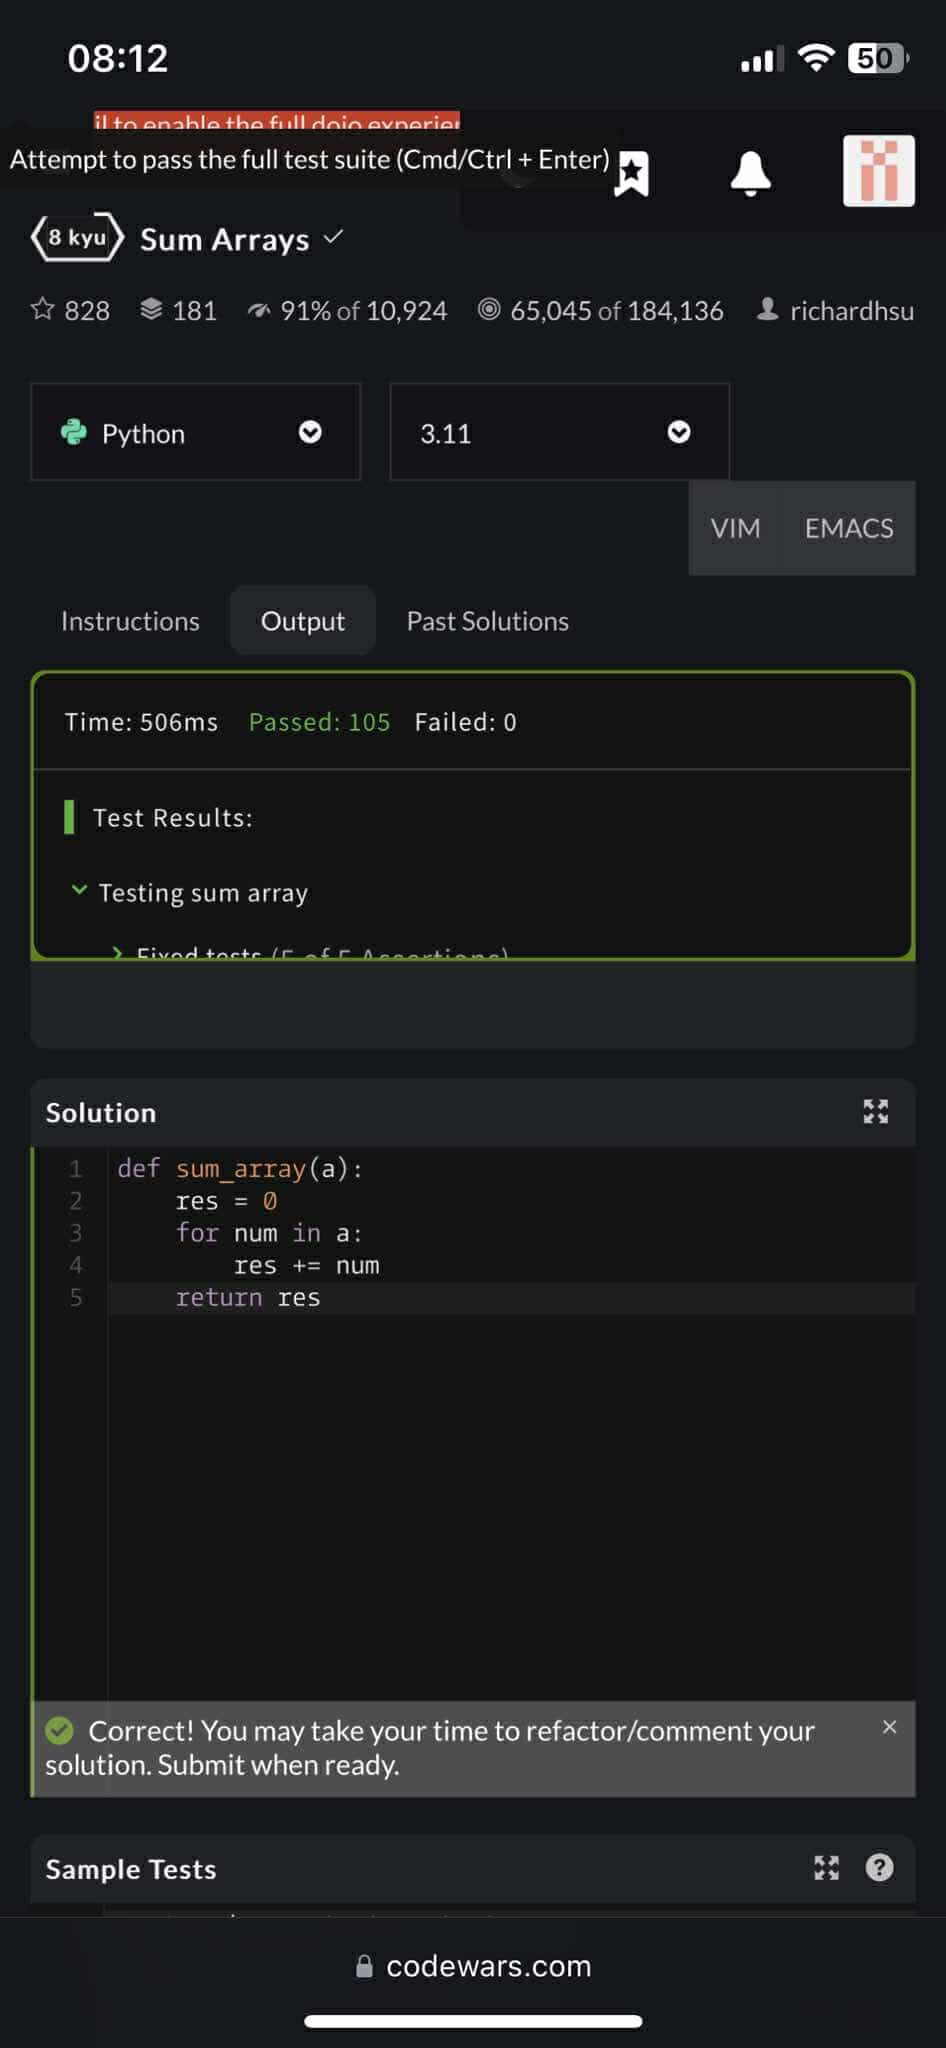 08:12
50
il to enable the full dojo experien
Attempt to pass the full test suite (Cmd/Ctrl + Enter)
8 kyu Sum Arrays
828 181 91% of 10,924 65,045 of 184,136 richardhsu
Python 3.11
VIM EMACS
Instructions Output Past Solutions
Time: 506ms Passed: 105 Failed: 0
Test Results:
Testing sum array
Fixed tests (5 of 5 Assertions)
Solution
1 def sum_array(a):
2     res = 0
3     for num in a:
4         res += num
5     return res
Correct! You may take your time to refactor/comment your
solution. Submit when ready.
Sample Tests
codewars.com